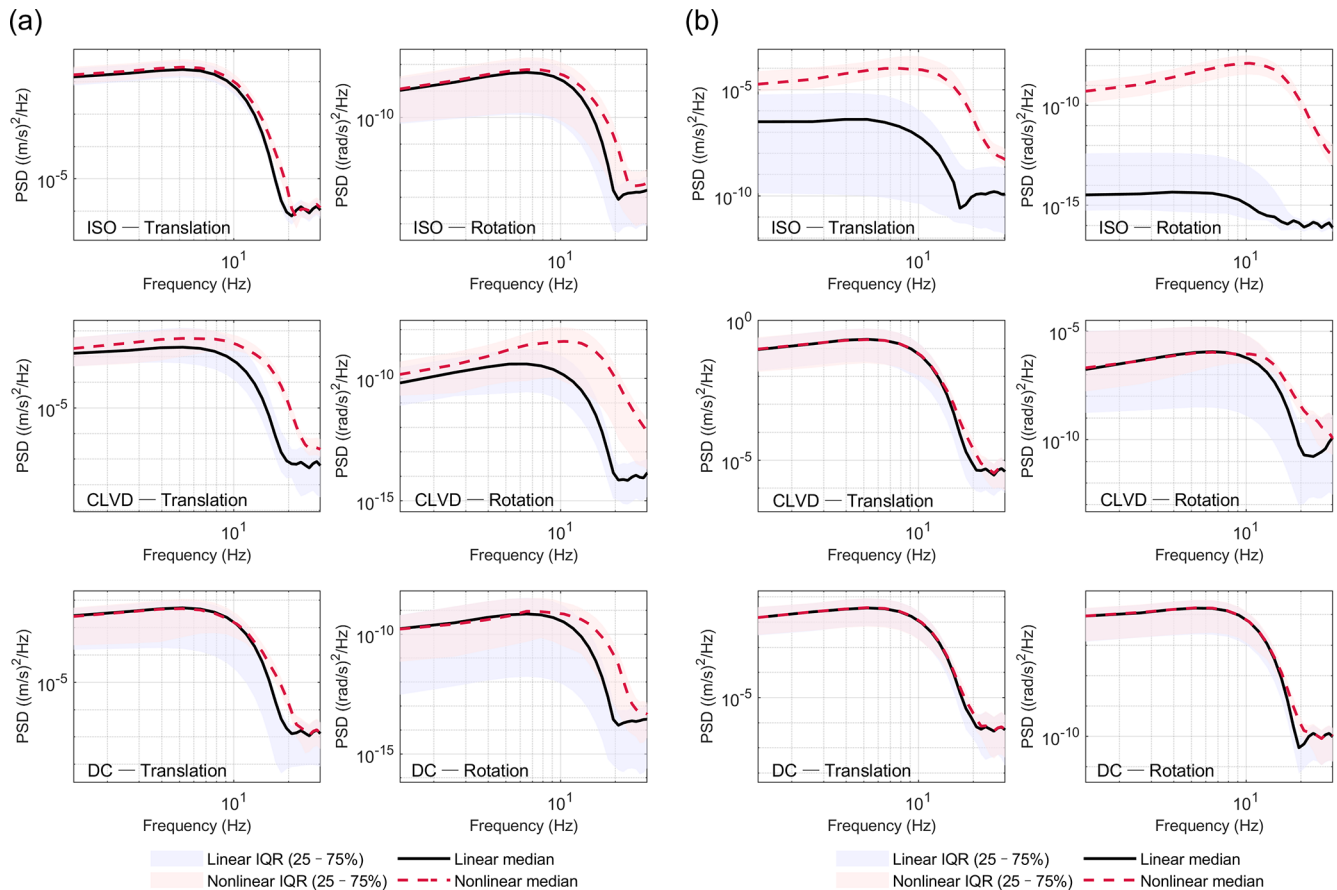 (a)
(b)
PSD ((m/s)²/Hz)
10⁻⁵
ISO — Translation
10¹
Frequency (Hz)
PSD ((rad/s)²/Hz)
10⁻¹⁰
ISO — Rotation
10¹
Frequency (Hz)
PSD ((m/s)²/Hz)
10⁻⁵
10⁻¹⁰
ISO — Translation
10¹
Frequency (Hz)
PSD ((rad/s)²/Hz)
10⁻¹⁰
10⁻¹⁵
ISO — Rotation
10¹
Frequency (Hz)
PSD ((m/s)²/Hz)
10⁻⁵
CLVD — Translation
10¹
Frequency (Hz)
PSD ((rad/s)²/Hz)
10⁻¹⁰
10⁻¹⁵
CLVD — Rotation
10¹
Frequency (Hz)
PSD ((m/s)²/Hz)
10⁰
10⁻⁵
CLVD — Translation
10¹
Frequency (Hz)
PSD ((rad/s)²/Hz)
10⁻⁵
10⁻¹⁰
CLVD — Rotation
10¹
Frequency (Hz)
PSD ((m/s)²/Hz)
10⁻⁵
DC — Translation
10¹
Frequency (Hz)
PSD ((rad/s)²/Hz)
10⁻¹⁰
10⁻¹⁵
DC — Rotation
10¹
Frequency (Hz)
PSD ((m/s)²/Hz)
10⁻⁵
DC — Translation
10¹
Frequency (Hz)
PSD ((rad/s)²/Hz)
10⁻¹⁰
DC — Rotation
10¹
Frequency (Hz)
Linear IQR (25 – 75%)
Linear median
Nonlinear IQR (25 – 75%)
Nonlinear median
Linear IQR (25 – 75%)
Linear median
Nonlinear IQR (25 – 75%)
Nonlinear median